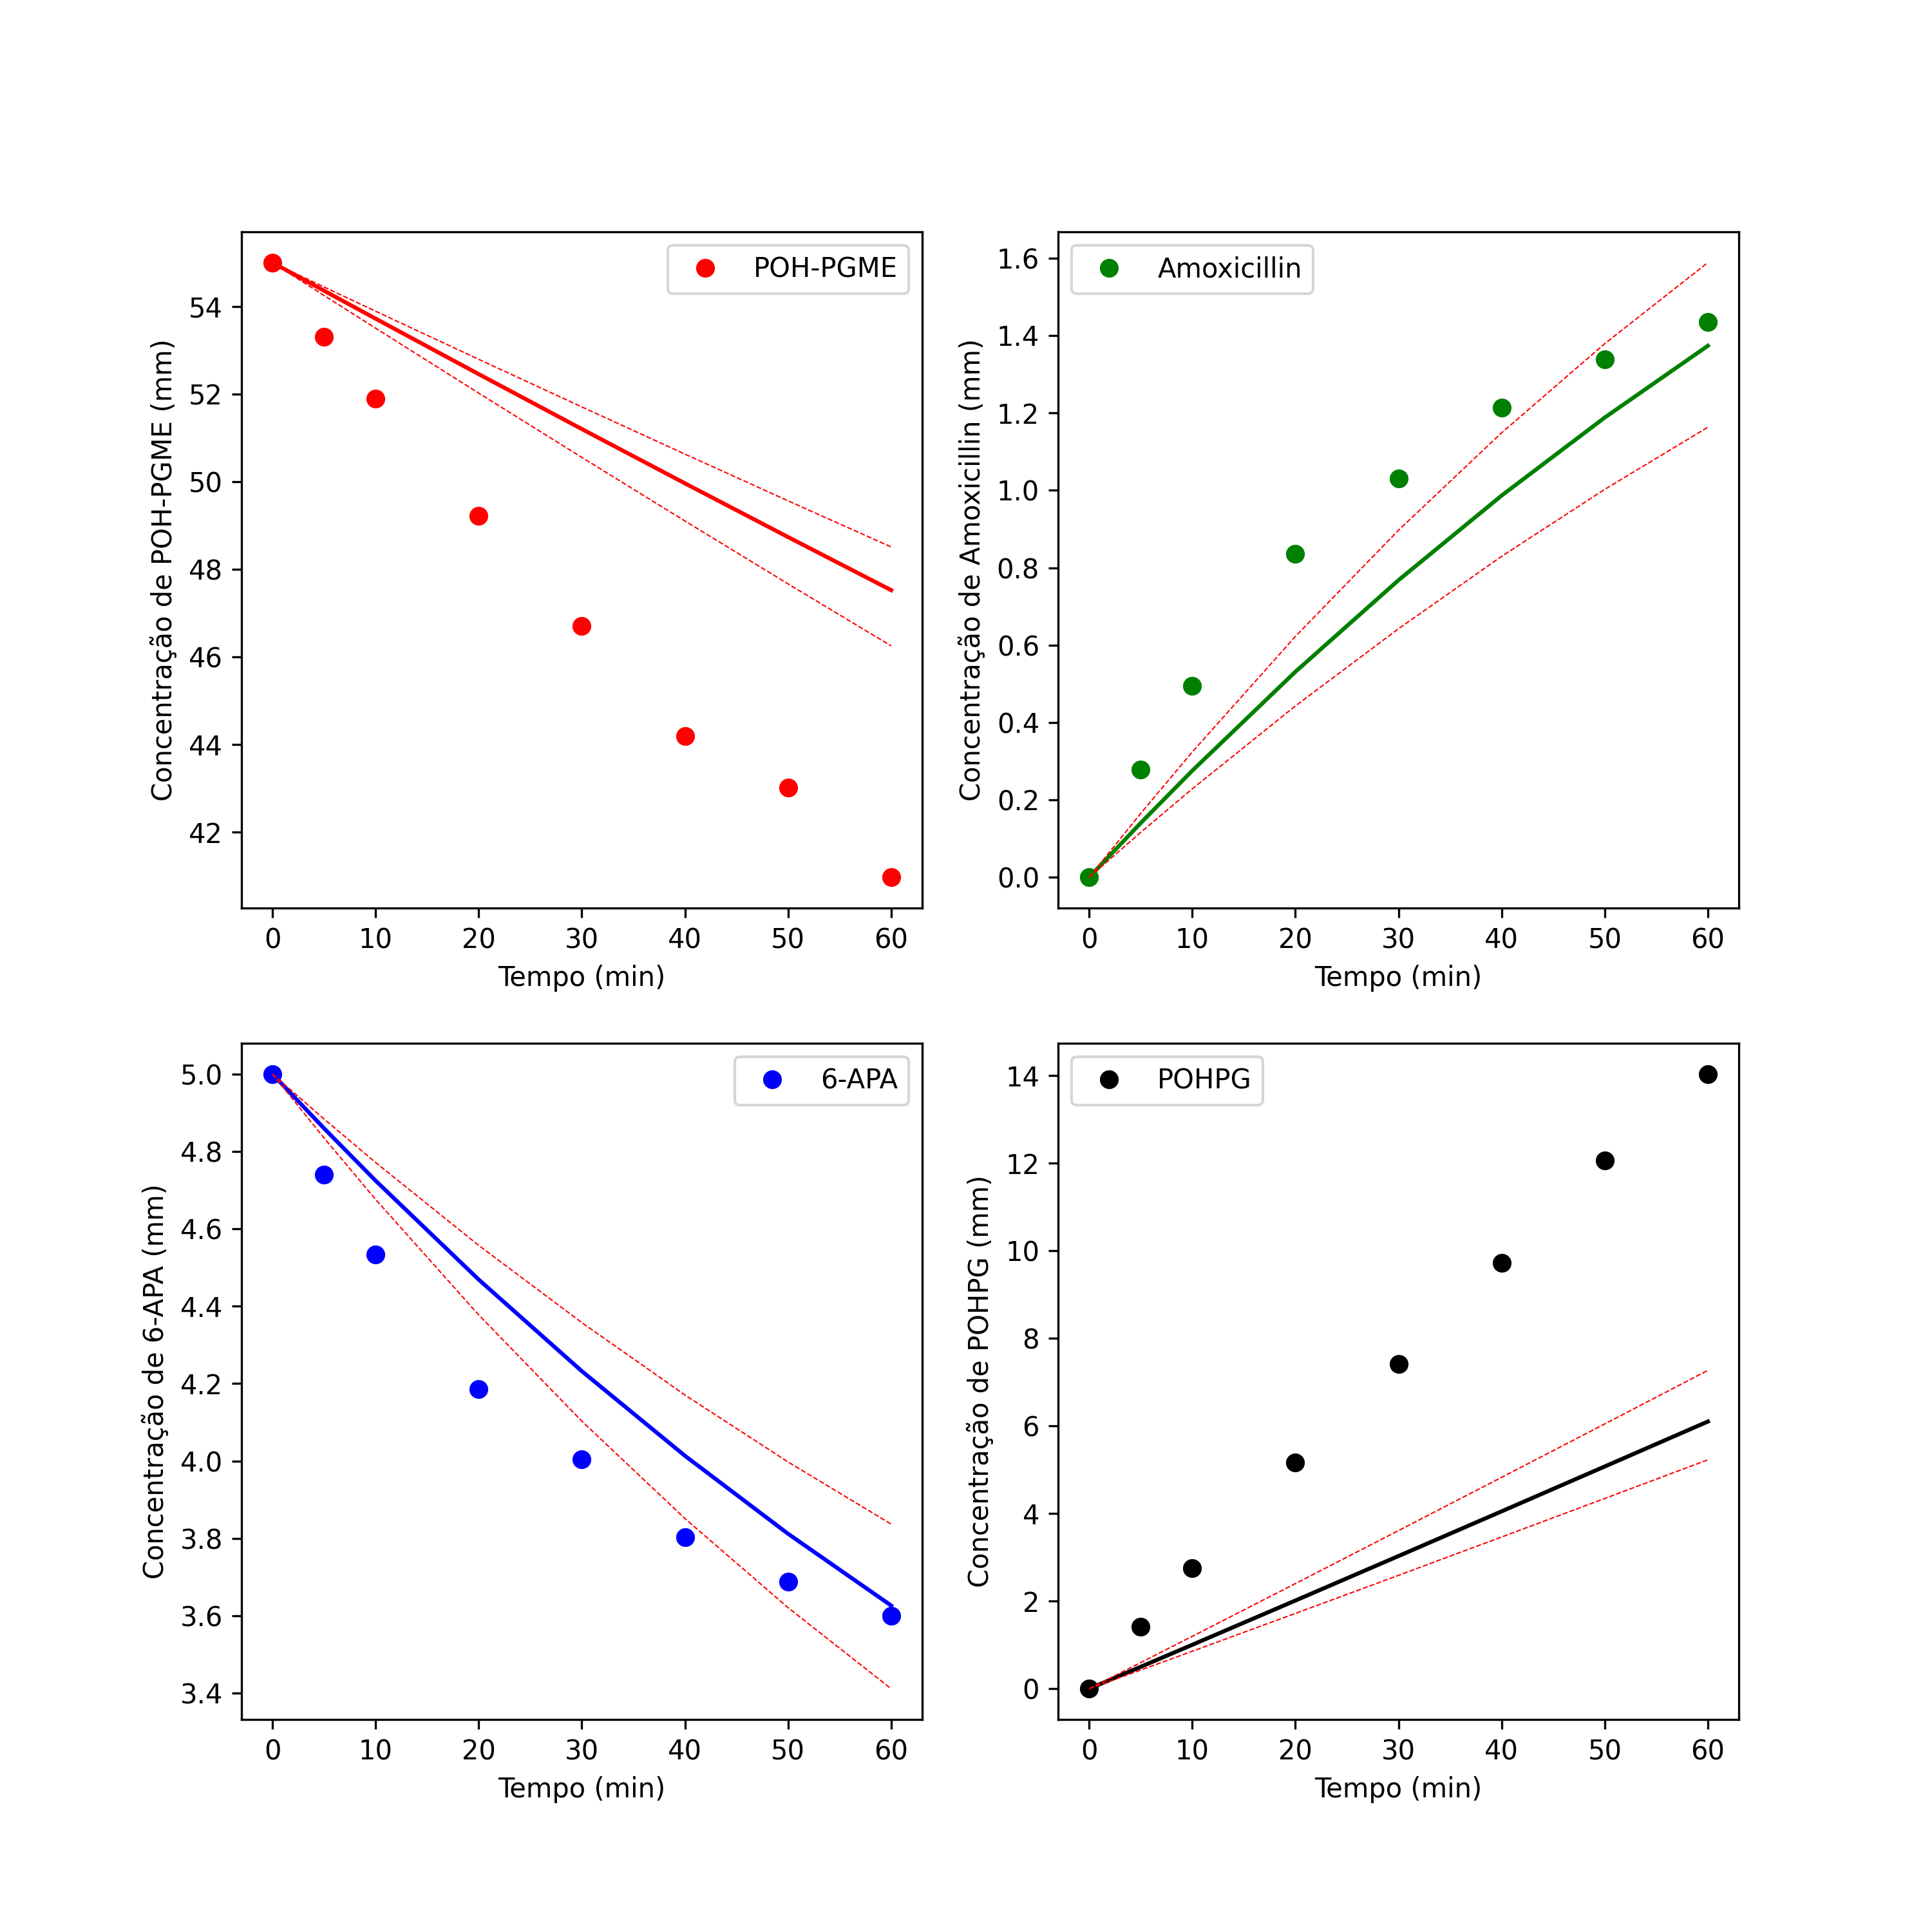 POH-PGME
54
52
50
48
46
44
42
Concentração de POH-PGME (mm)
0 10 20 30 40 50 60
Tempo (min)
Amoxicillin
1.6
1.4
1.2
1.0
0.8
0.6
0.4
0.2
0.0
Concentração de Amoxicillin (mm)
0 10 20 30 40 50 60
Tempo (min)
6-APA
5.0
4.8
4.6
4.4
4.2
4.0
3.8
3.6
3.4
Concentração de 6-APA (mm)
0 10 20 30 40 50 60
Tempo (min)
POHPG
14
12
10
8
6
4
2
0
Concentração de POHPG (mm)
0 10 20 30 40 50 60
Tempo (min)